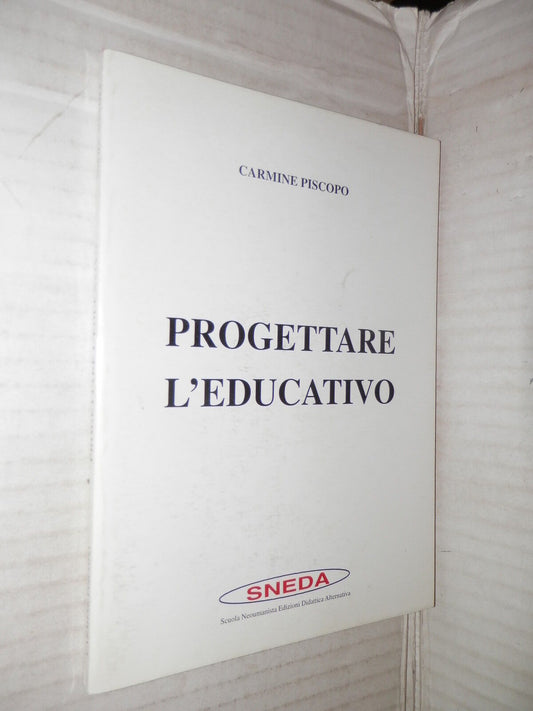 CARMINE PISCOPO
PROGETTARE
L'EDUCATIVO
SNEDA
Scuola Neoumanista Edizioni Didattica Alternativa